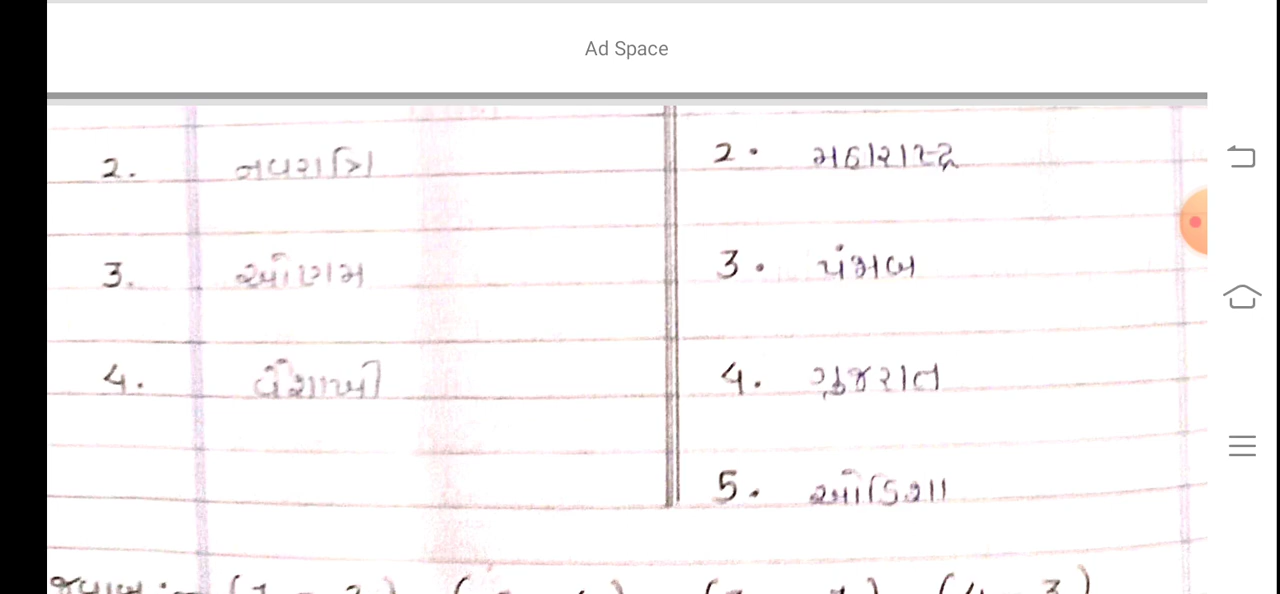 Ad Space
2. નવરાત્રિ 2. મહારાષ્ટ્ર
3. ઓણમ 3. પંજાબ
4. વૈશાખી 4. ગુજરાત
5. ઓડિશા